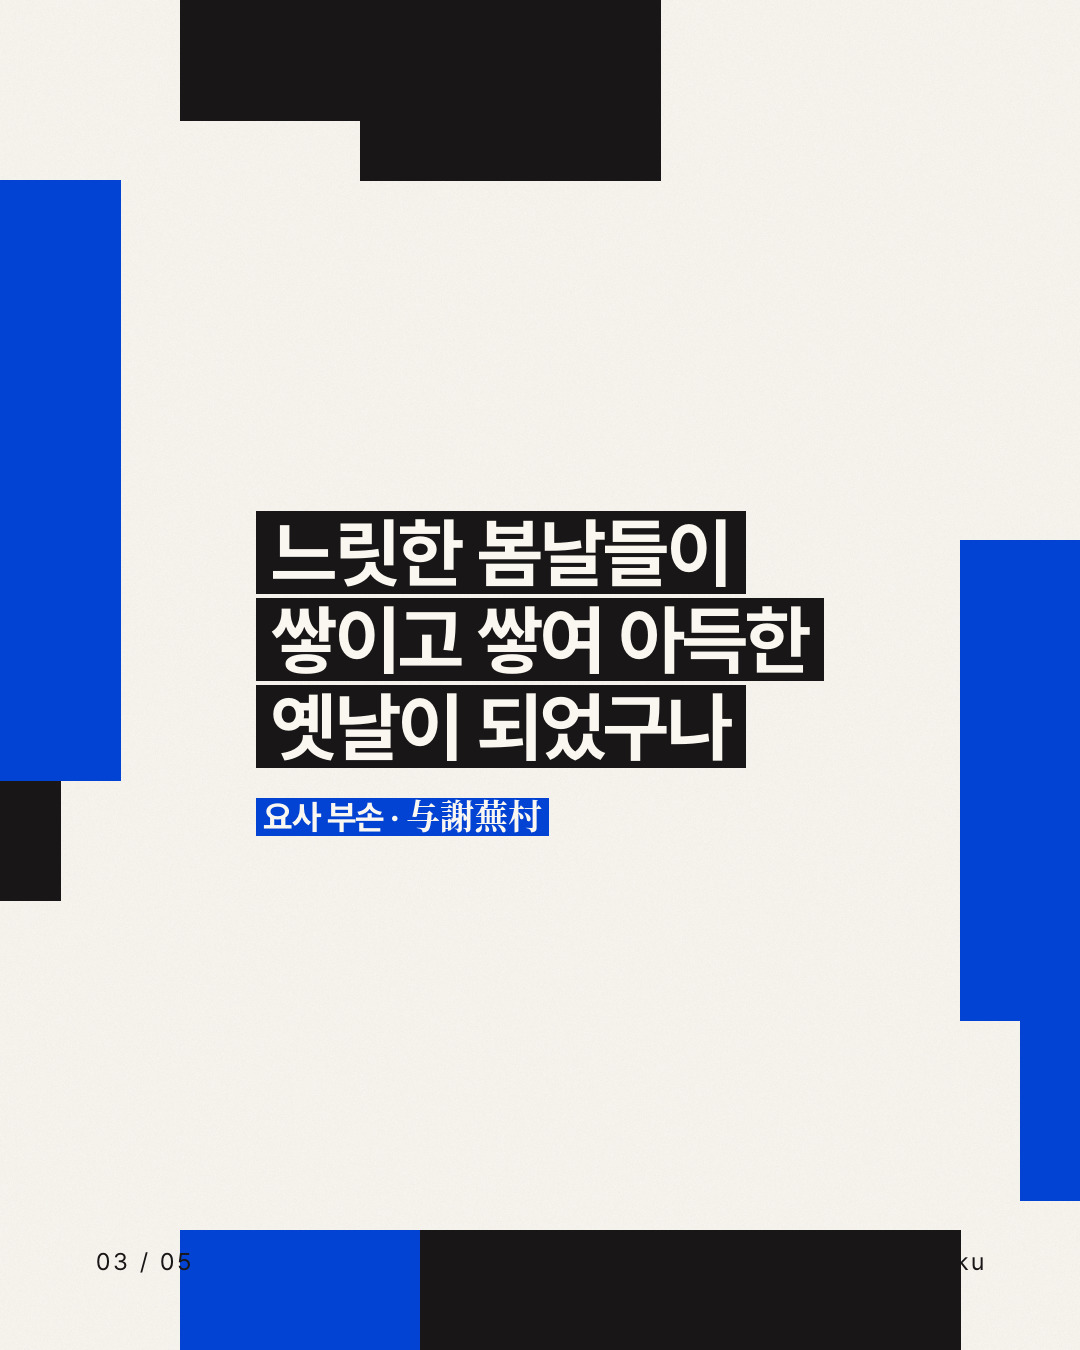 느릿한 봄날들이
쌓이고 쌓여 아득한
옛날이 되었구나
요사 부손 · 与謝蕪村
03 / 05